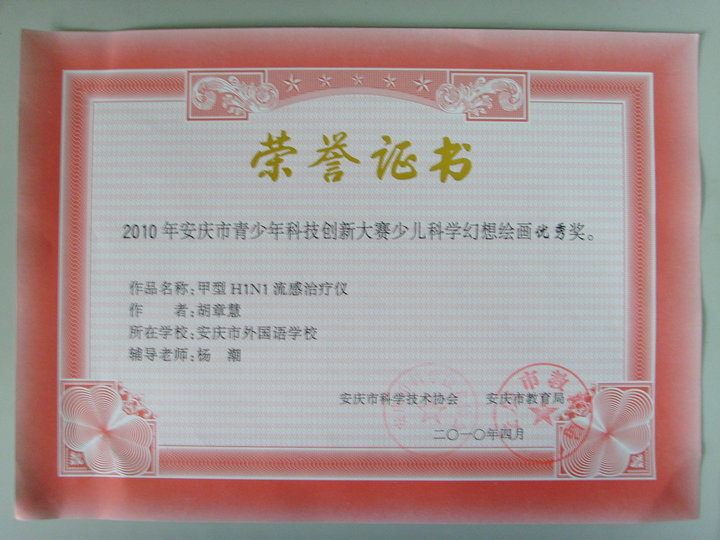 荣誉证书
2010年安庆市青少年科技创新大赛少儿科学幻想绘画优秀奖。
作品名称:甲型H1N1流感治疗仪
作 者:胡章慧
所在学校:安庆市外国语学校
辅导老师:杨 潮
安庆市科学技术协会 安庆市教育局
二〇一〇年四月